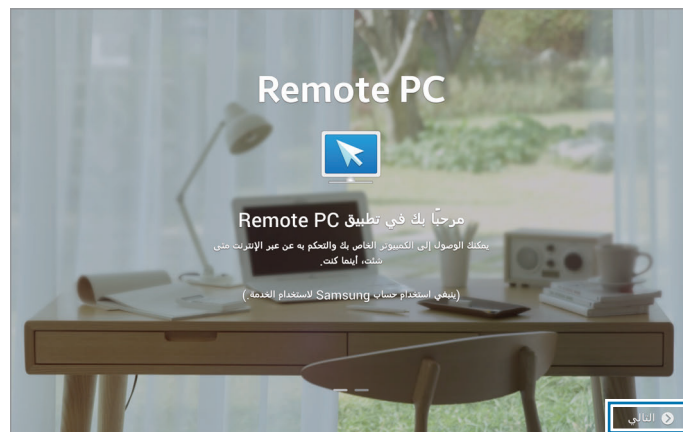 Remote PC
مرحبًا بك في تطبيق Remote PC
يمكنك الوصول إلى الكمبيوتر الخاص بك والتحكم به عن عبر الإنترنت متى
شئت، أينما كنت.
(ينبغي استخدام حساب Samsung لاستخدام الخدمة.)
التالي